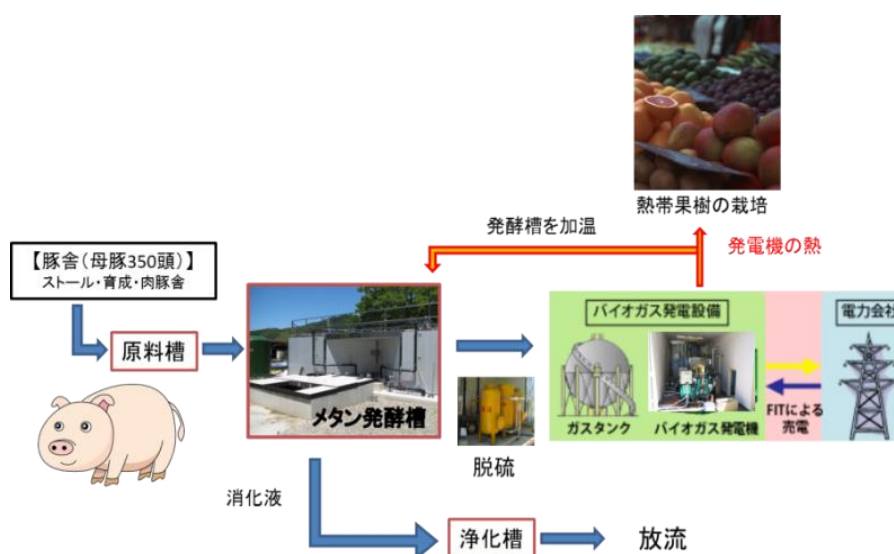 熱帯果樹の栽培
発酵槽を加温
発電機の熱
【豚舎(母豚350頭)】
ストール・育成・肉豚舎
原料槽
メタン発酵槽
脱硫
バイオガス発電設備
ガスタンク
バイオガス発電機
FITによる
売電
電力会社
消化液
浄化槽
放流